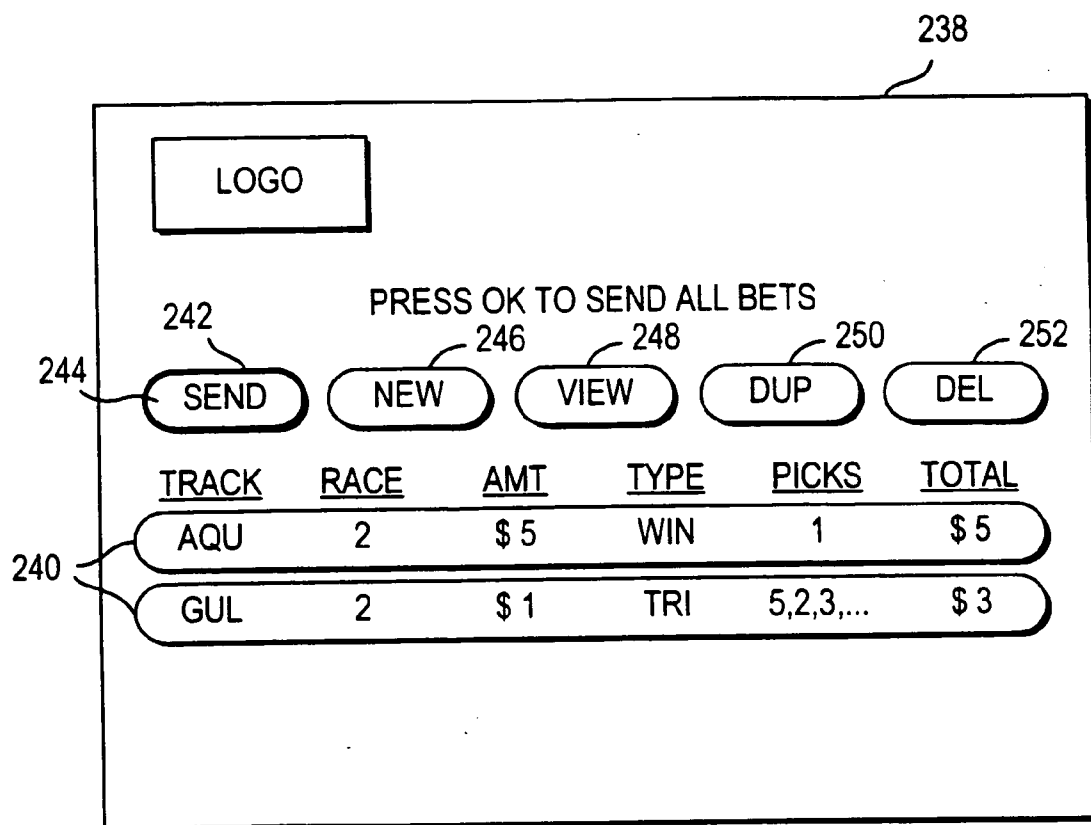 238
LOGO
PRESS OK TO SEND ALL BETS
242 246 248 250 252
244 SEND NEW VIEW DUP DEL
TRACK RACE AMT TYPE PICKS TOTAL
AQU 2 $ 5 WIN 1 $ 5
240
GUL 2 $ 1 TRI 5,2,3,... $ 3